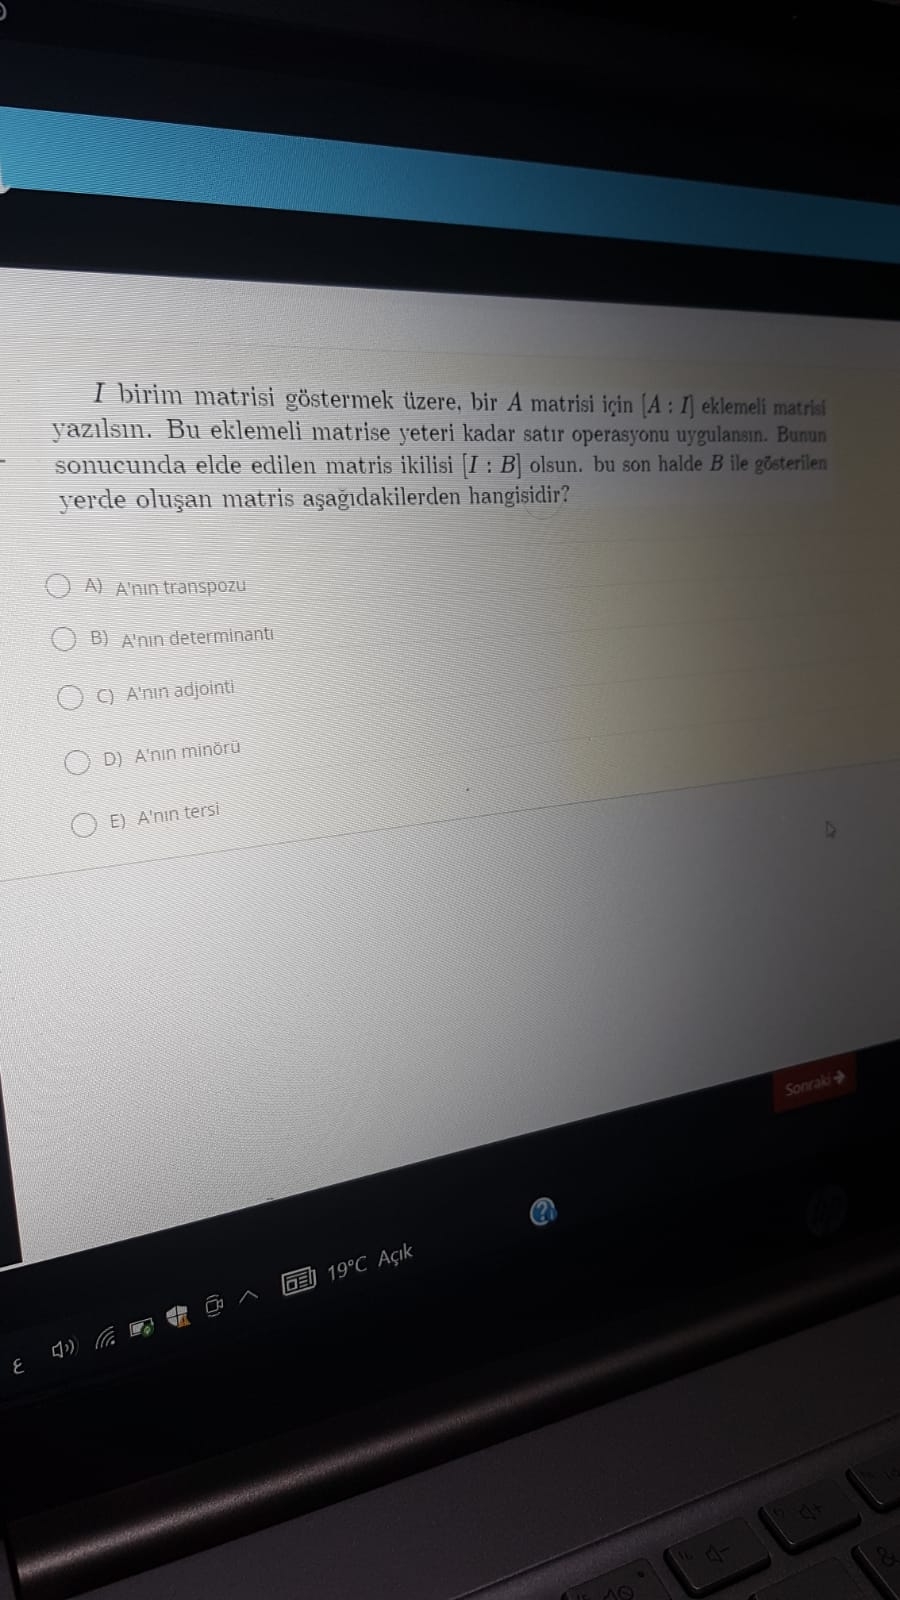 I birim matrisi göstermek üzere, bir A matrisi için [A : I] eklemeli matrisi
yazılsın. Bu eklemeli matrise yeteri kadar satır operasyonu uygulansın. Bunun
sonucunda elde edilen matris ikilisi [I : B] olsun. bu son halde B ile gösterilen
yerde oluşan matris aşağıdakilerden hangisidir?
A) A'nın transpozu
B) A'nın determinantı
C) A'nın adjointi
D) A'nın minörü
E) A'nın tersi
Sonraki
19°C Açık
ع